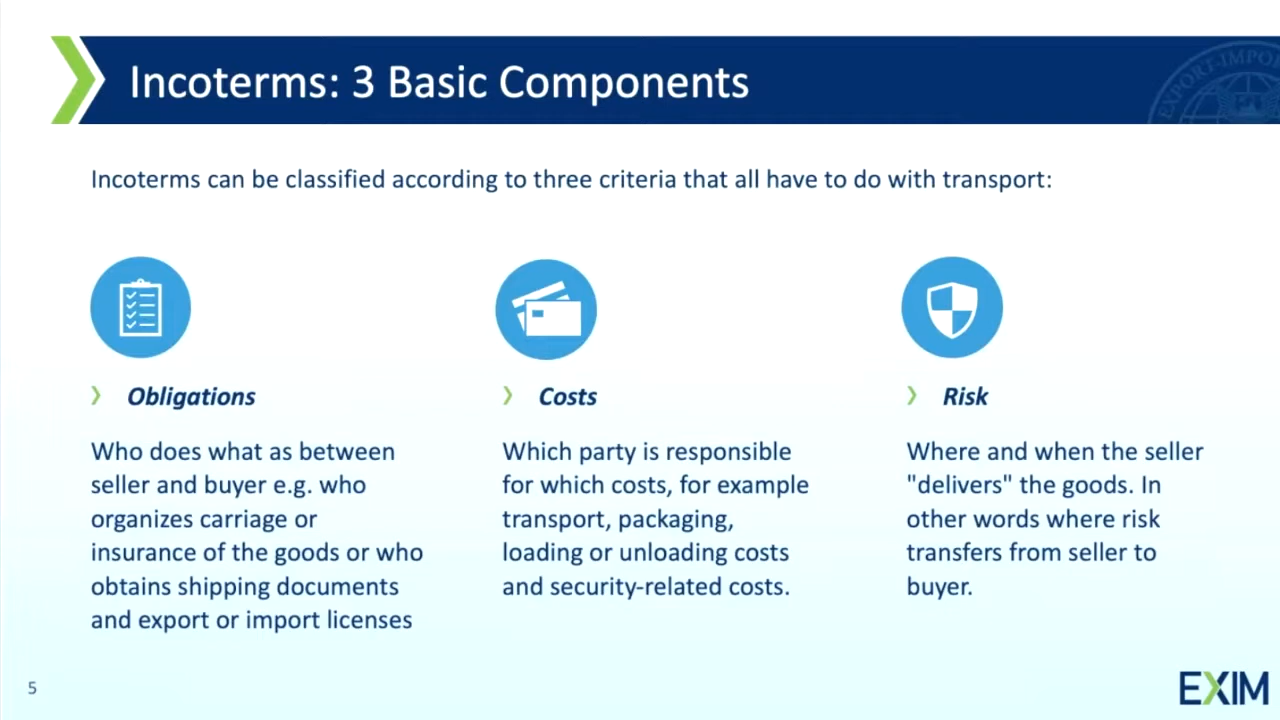 Incoterms: 3 Basic Components
EXPORT-IMPO
Incoterms can be classified according to three criteria that all have to do with transport:
› Obligations
Who does what as between
seller and buyer e.g. who
organizes carriage or
insurance of the goods or who
obtains shipping documents
and export or import licenses
› Costs
Which party is responsible
for which costs, for example
transport, packaging,
loading or unloading costs
and security-related costs.
› Risk
Where and when the seller
"delivers" the goods. In
other words where risk
transfers from seller to
buyer.
5
EXIM